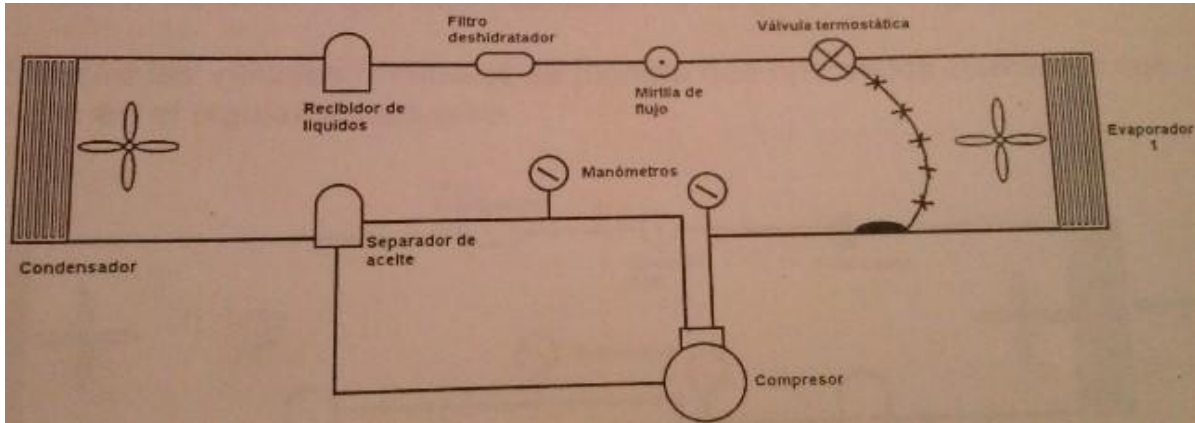 Filtro
deshidratador
Válvula termostática
Recibidor de
líquidos
Mirilla de
flujo
Evaporador
1
Manómetros
Separador de
aceite
Condensador
Compresor